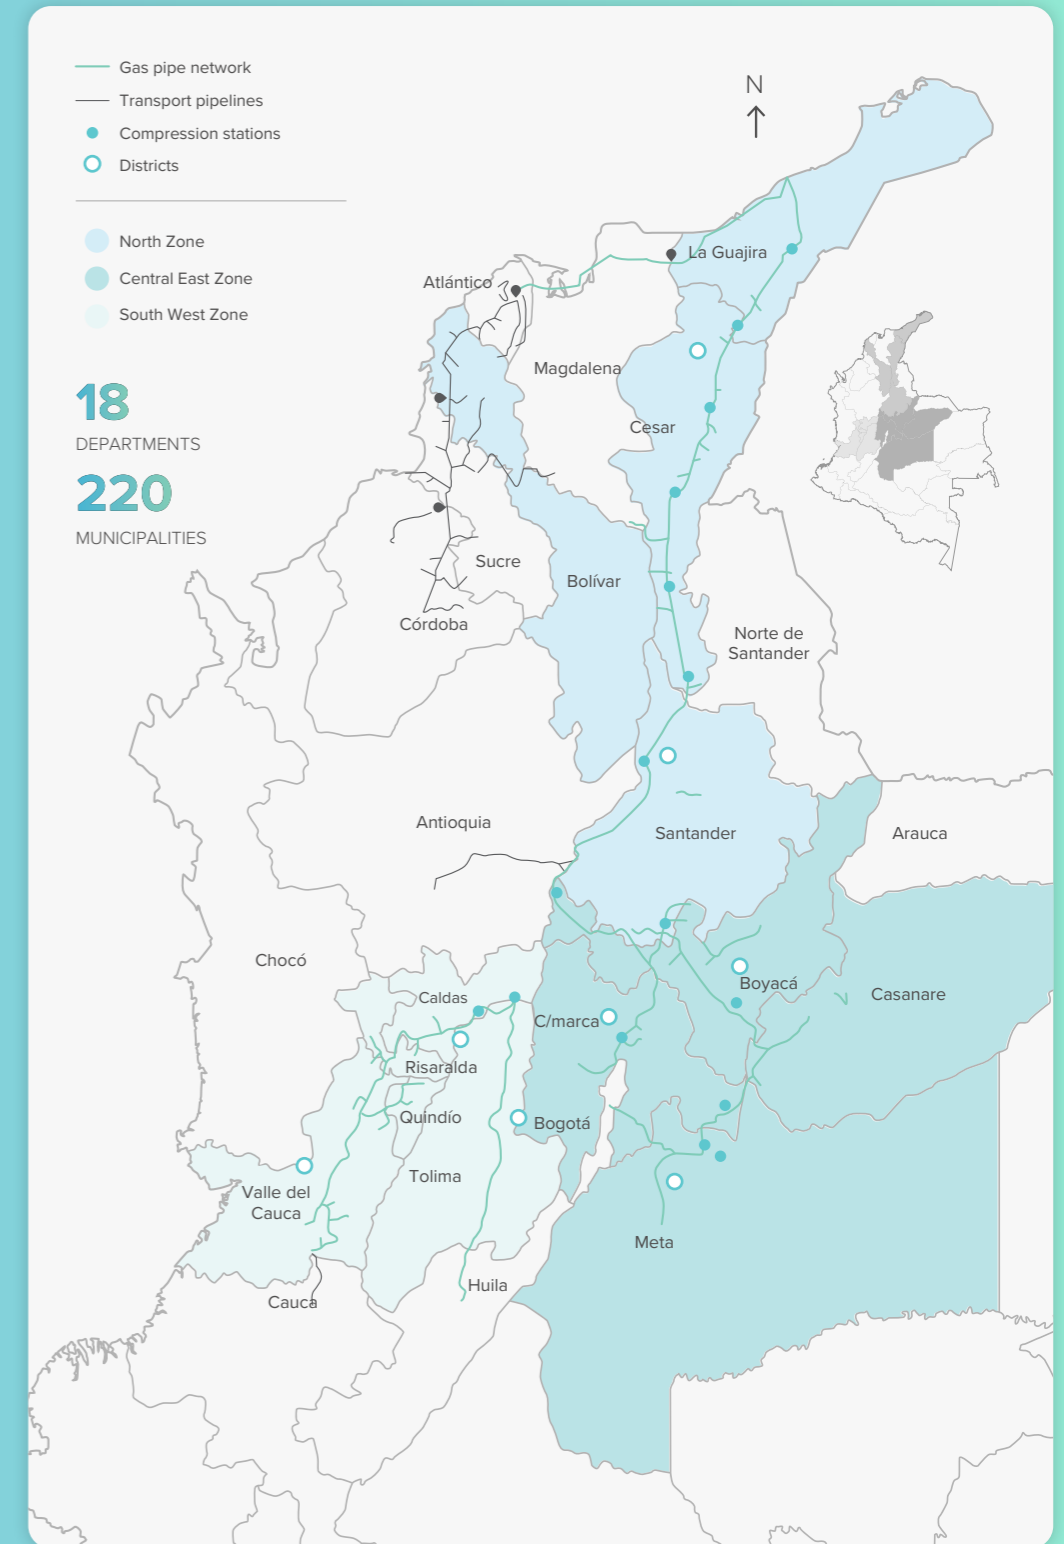 Gas pipe network
Transport pipelines
Compression stations
Districts
North Zone
Central East Zone
South West Zone
18
DEPARTMENTS
220
MUNICIPALITIES
N
La Guajira
Atlántico
Magdalena
Cesar
Sucre
Bolívar
Córdoba
Norte de
Santander
Antioquia
Santander
Arauca
Chocó
Boyacá
Caldas
Casanare
C/marca
Risaralda
Quindío
Bogotá
Tolima
Valle del
Cauca
Meta
Huila
Cauca